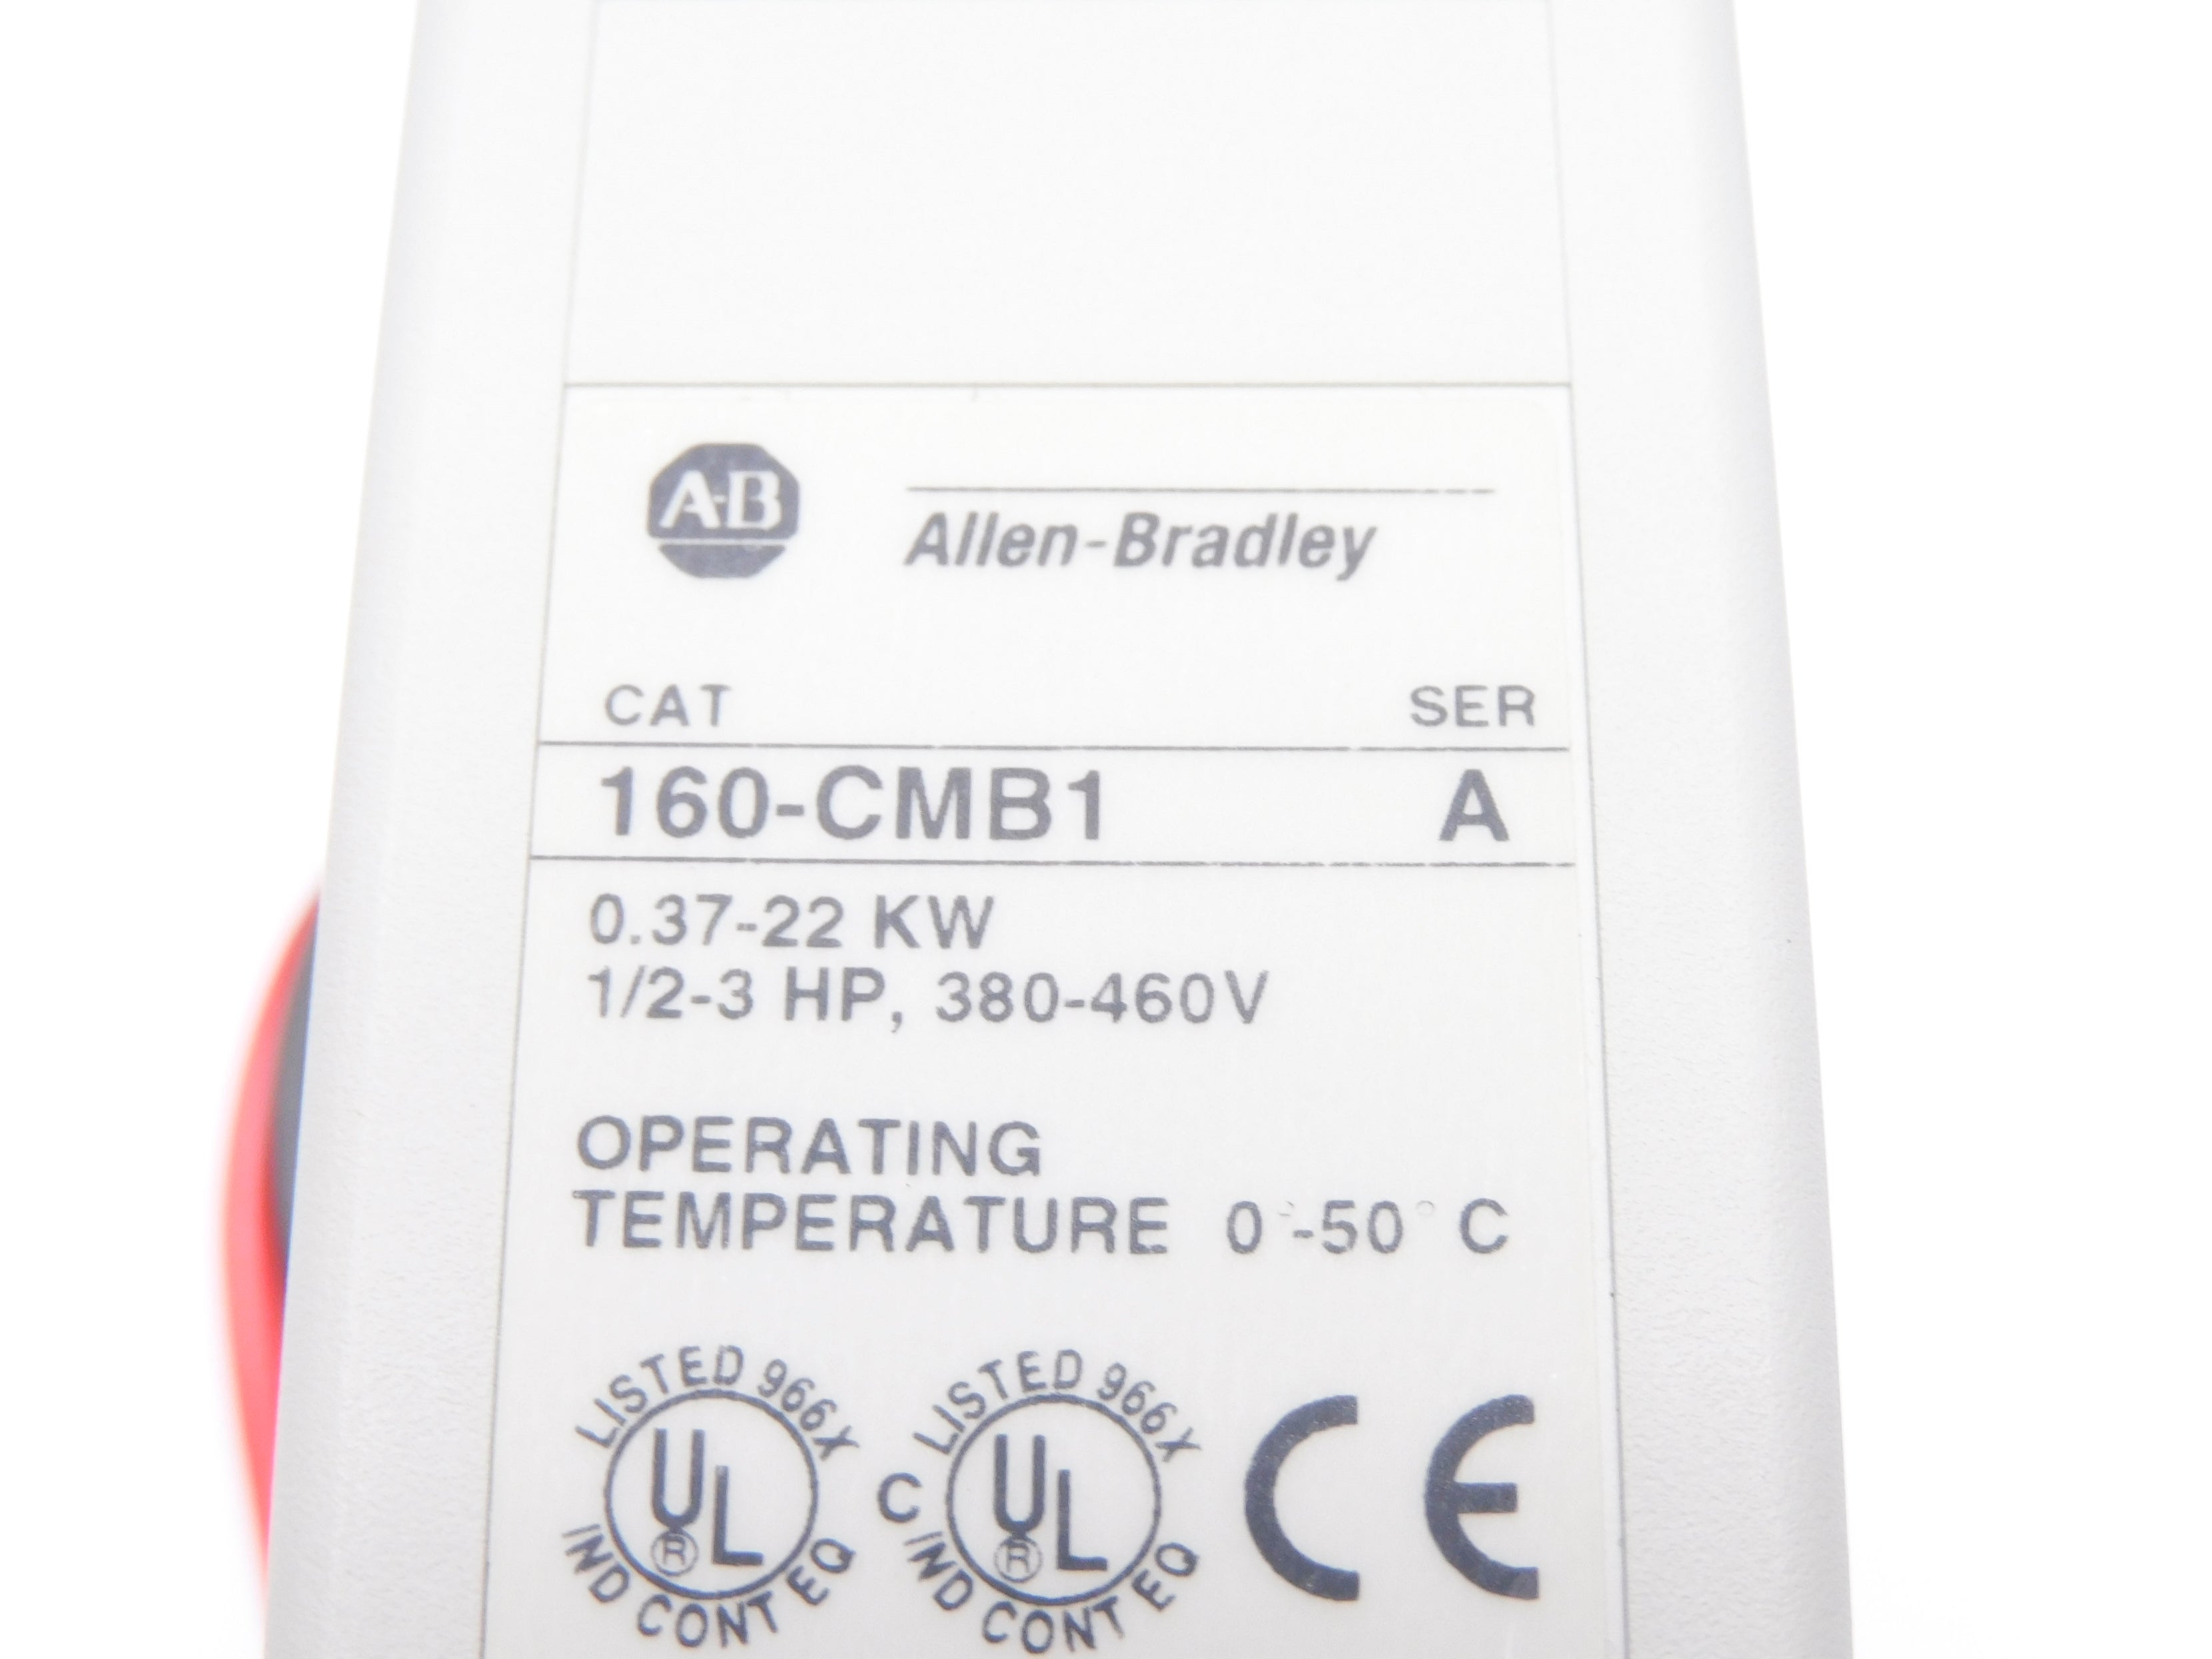 A-B
Allen-Bradley
CAT SER
160-CMB1 A
0.37-22 KW
1/2-3 HP, 380-460V
OPERATING
TEMPERATURE 0°-50° C
LISTED 966X
UL
®
IND CONT EQ
C
LISTED 966X
UL
®
IND CONT EQ
CE